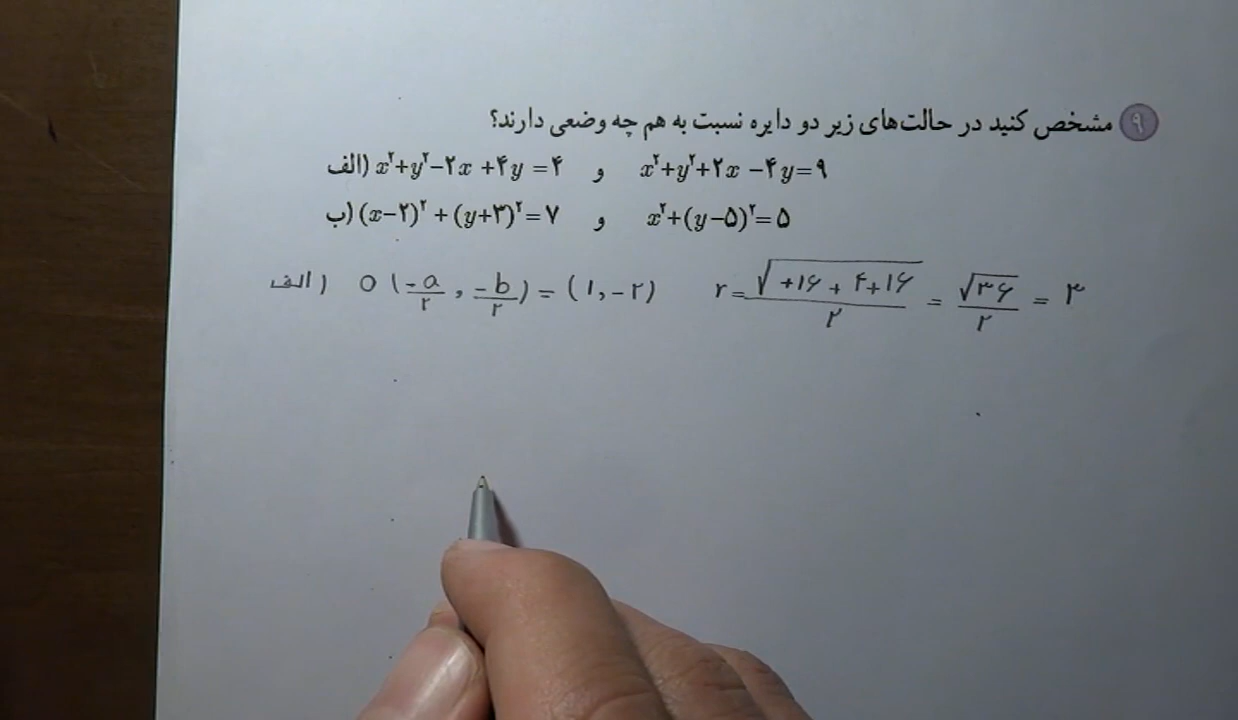 ۹ مشخص کنید در حالت‌های زیر دو دایره نسبت به هم چه وضعی دارند؟
الف) x²+y²−۲x +۴y =۴ و x²+y²+۲x −۴y=۹
ب) (x−۲)² + (y+۳)²= ۷ و x²+(y−۵)²= ۵
الف) O (-a/۲ , -b/۲) = (۱, -۲) r = √(+۱۶ + ۴+۱۶)/۲ = √۳۶/۲ = ۳